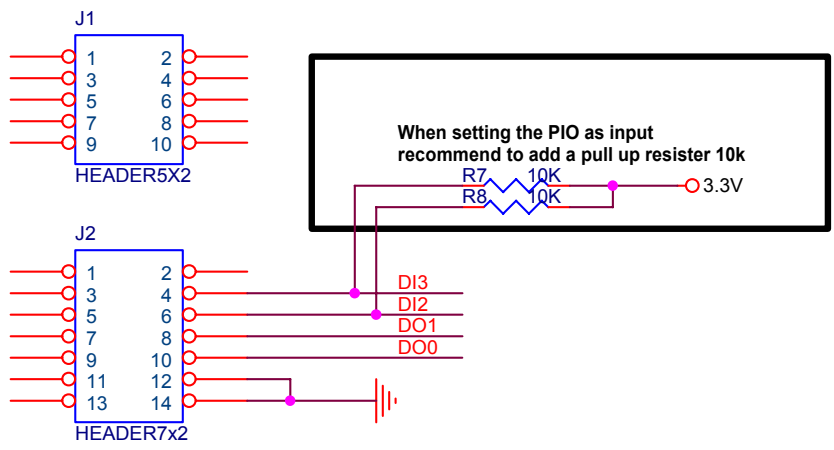 J1
1 2
3 4
5 6
7 8
9 10
HEADER5X2
When setting the PIO as input
recommend to add a pull up resister 10k
R7 10K
3.3V
R8 10K
J2
1 2
3 4 DI3
5 6 DI2
7 8 DO1
9 10 DO0
11 12
13 14
HEADER7x2